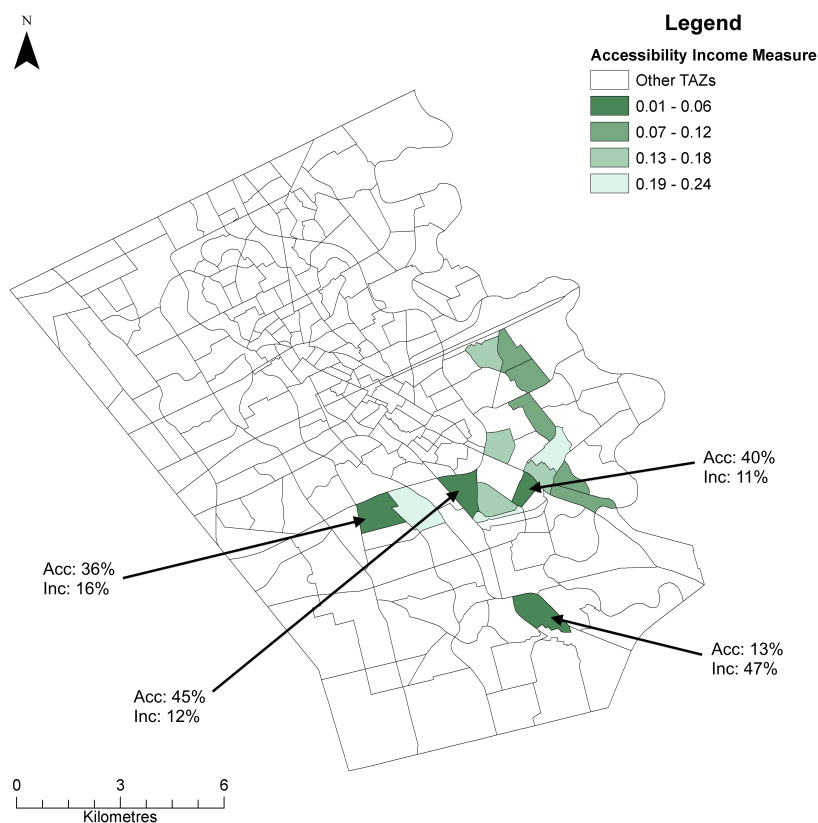 N
Legend
Accessibility Income Measure
Other TAZs
0.01 - 0.06
0.07 - 0.12
0.13 - 0.18
0.19 - 0.24
Acc: 40%
Inc: 11%
Acc: 36%
Inc: 16%
Acc: 13%
Inc: 47%
Acc: 45%
Inc: 12%
0 3 6
Kilometres